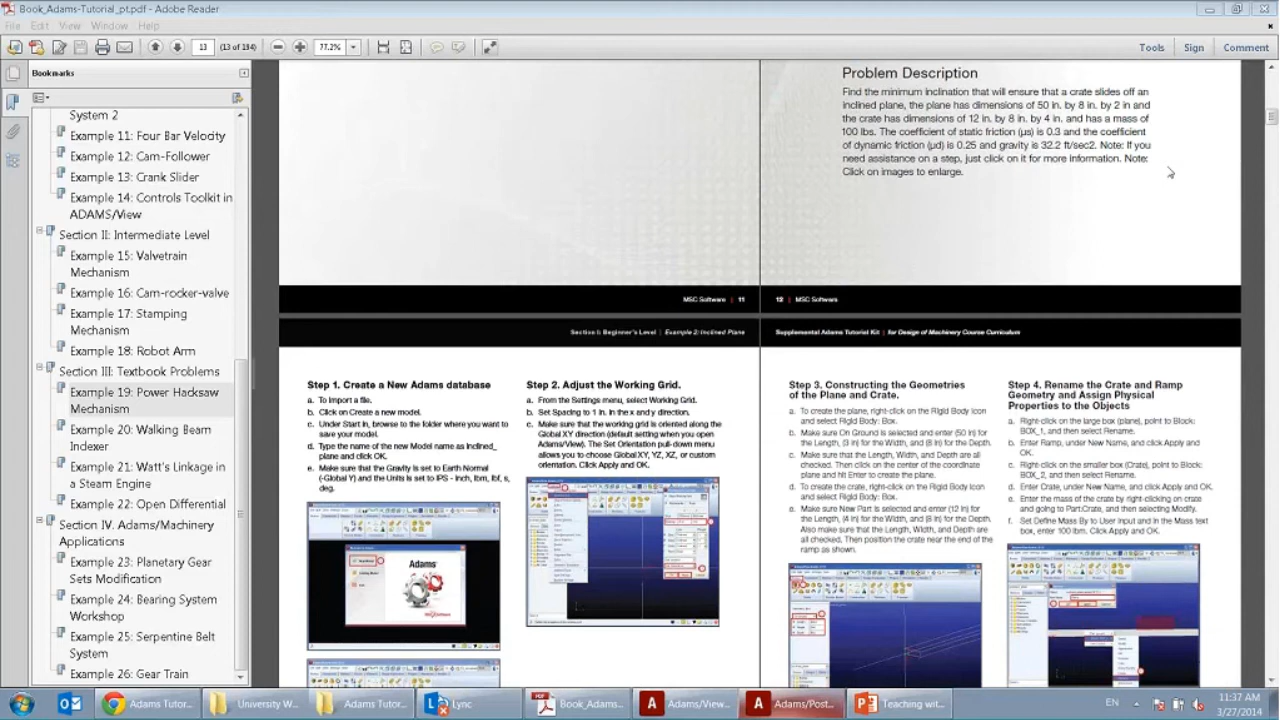 Book_Adams-Tutorial_pt.pdf - Adobe Reader
File Edit View Window Help
13 (13 of 194) 77.2%
Tools Sign Comment
Bookmarks
System 2
Example 11: Four Bar Velocity
Example 12: Cam-Follower
Example 13: Crank Slider
Example 14: Controls Toolkit in
ADAMS/View
Section II: Intermediate Level
Example 15: Valvetrain
Mechanism
Example 16: Cam-rocker-valve
Example 17: Stamping
Mechanism
Example 18: Robot Arm
Section III: Textbook Problems
Example 19: Power Hacksaw
Mechanism
Example 20: Walking Beam
Indexer
Example 21: Watt's Linkage in
a Steam Engine
Example 22: Open Differential
Section IV. Adams/Machinery
Applications
Example 23: Planetary Gear
Sets Modification
Example 24: Bearing System
Workshop
Example 25: Serpentine Belt
System
Example 26: Gear Train
Problem Description
Find the minimum inclination that will ensure that a crate slides off an
inclined plane, the plane has dimensions of 50 in. by 8 in. by 2 in and
the crate has dimensions of 12 in. by 8 in. by 4 in. and has a mass of
100 lbs. The coefficient of static friction (µs) is 0.3 and the coefficient
of dynamic friction (µd) is 0.25 and gravity is 32.2 ft/sec2. Note: If you
need assistance on a step, just click on it for more information. Note:
Click on images to enlarge.
MSC Software | 11
12 | MSC Software
Section I: Beginner's Level | Example 2: Inclined Plane
Supplemental Adams Tutorial Kit | for Design of Machinery Course Curriculum
Step 1. Create a New Adams database
a. To Import a file.
b. Click on Create a new model.
c. Under Start in, browse to the folder where you want to
save your model.
d. Type the name of the new Model name as Inclined_
plane and click OK.
e. Make sure that the Gravity is set to Earth Normal
(-Global Y) and the Units is set to IPS - inch, lbm, lbf, s,
deg.
Step 2. Adjust the Working Grid.
a. From the Settings menu, select Working Grid.
b. Set Spacing to 1 in. in the x and y direction.
c. Make sure that the working grid is oriented along the
Global XY direction (default setting when you open
Adams/View). The Set Orientation pull-down menu
allows you to choose Global XY, YZ, XZ, or custom
orientation. Click Apply and OK.
Step 3. Constructing the Geometries
of the Plane and Crate.
a. To create the plane, right-click on the Rigid Body icon
and select Rigid Body: Box.
b. Make sure On Ground is selected and enter (50 in) for
the Length, (3 in) for the Width, and (8 in) for the Depth.
c. Make sure that the Length, Width, and Depth are all
checked. Then click on the center of the coordinate
plane and hit Enter to create the plane.
d. To create the crate, right-click on the Rigid Body icon
and select Rigid Body: Box.
e. Make sure New Part is selected and enter (12 in) for
the Length, (4 in) for the Width, and (8 in) for the Depth.
Also make sure that the Length, Width, and Depth are
all checked. Then position the crate near the end of the
ramp as shown.
Step 4. Rename the Crate and Ramp
Geometry and Assign Physical
Properties to the Objects
a. Right-click on the large box (plane), point to Block:
BOX_1, and then select Rename.
b. Enter Ramp, under New Name, and click Apply and
OK.
c. Right-click on the smaller box (Crate), point to Block:
BOX_2, and then select Rename.
d. Enter Crate, under New Name, and click Apply and OK.
e. Enter the mass of the crate by right-clicking on crate
and going to Part:Crate, and then selecting Modify.
f. Set Define Mass By to User Input and in the Mass text
box, enter 100 lbm. Click Apply and OK.
Adams
Adams Tutor...
University W...
Adams Tutor...
Lync
Book_Adams...
Adams/View...
Adams/Post...
Teaching wit...
EN
11:37 AM
3/27/2014